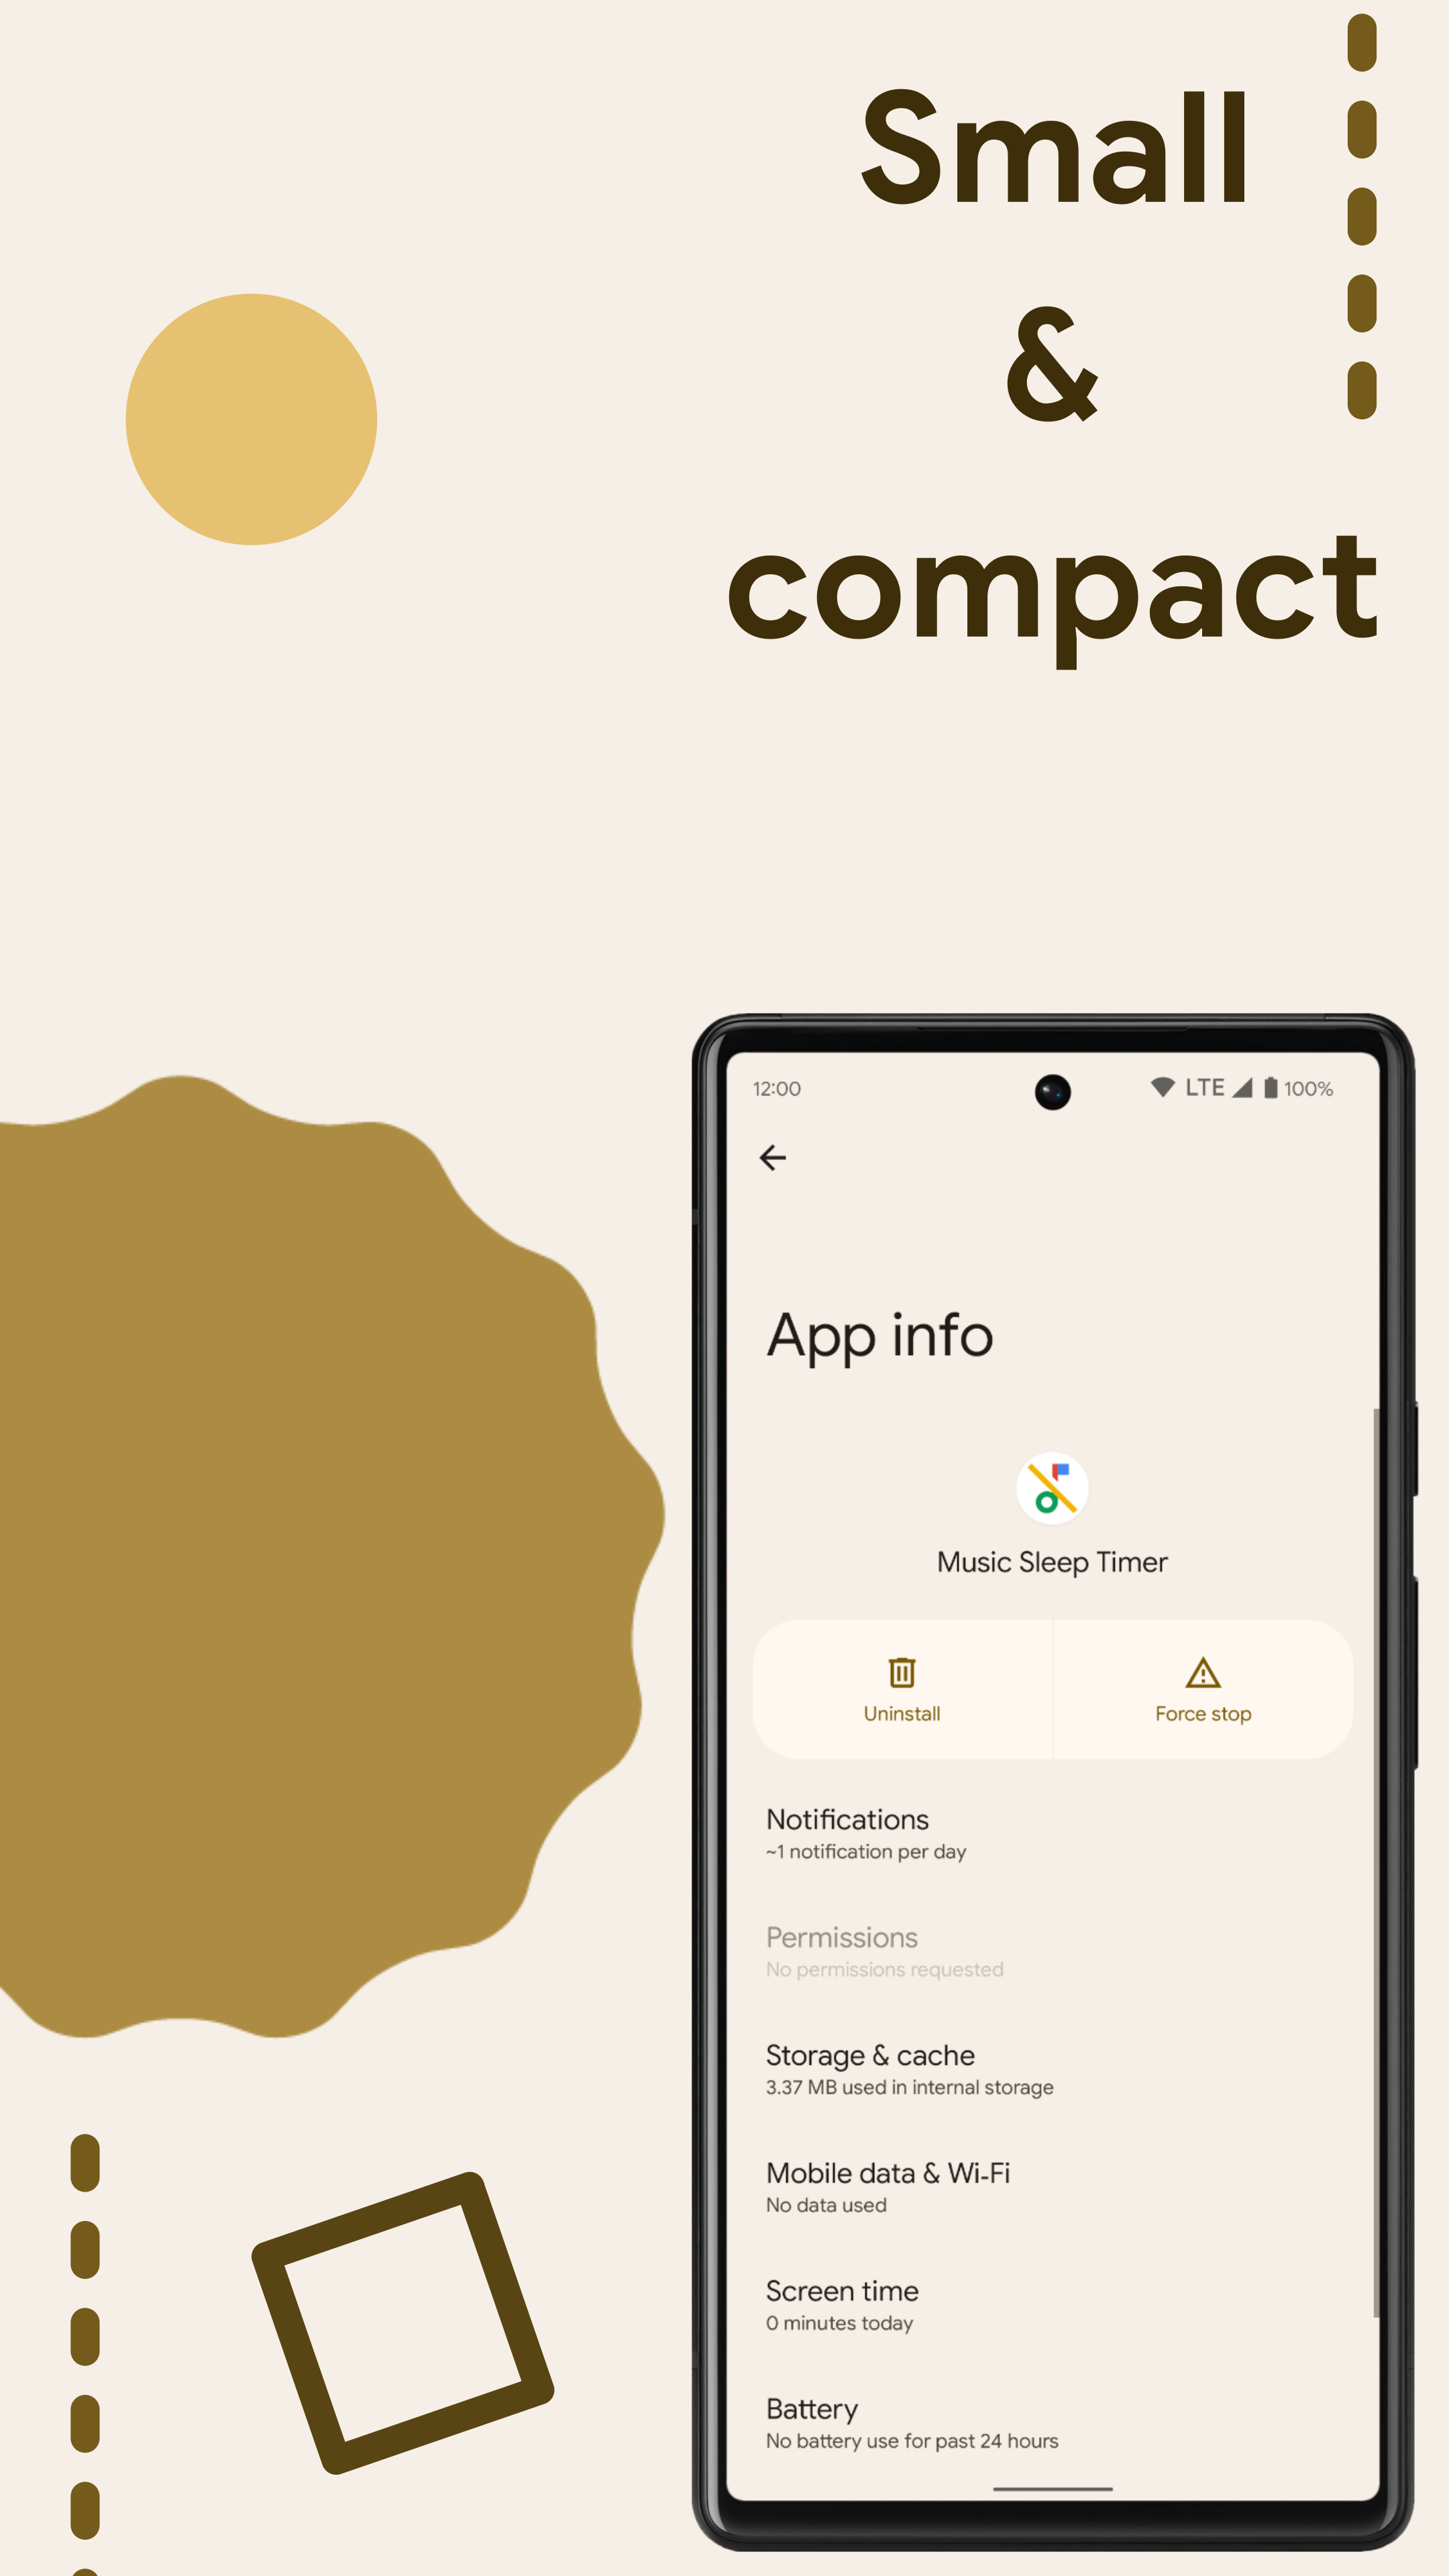 Small
&
compact
12:00 LTE 100%
App info
Music Sleep Timer
Uninstall Force stop
Notifications
~1 notification per day
Permissions
No permissions requested
Storage & cache
3.37 MB used in internal storage
Mobile data & Wi-Fi
No data used
Screen time
0 minutes today
Battery
No battery use for past 24 hours